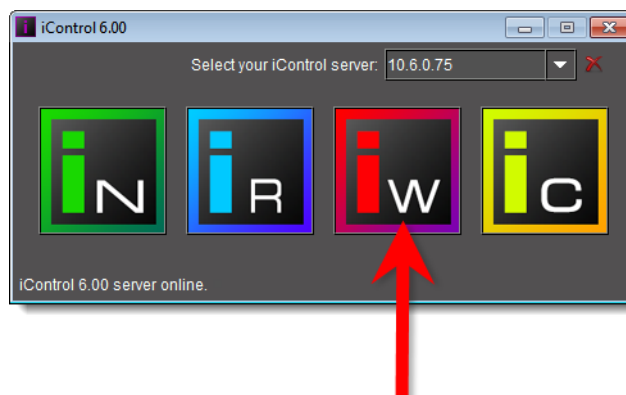 iControl 6.00
Select your iControl server: 10.6.0.75
iN iR iW iC
iControl 6.00 server online.